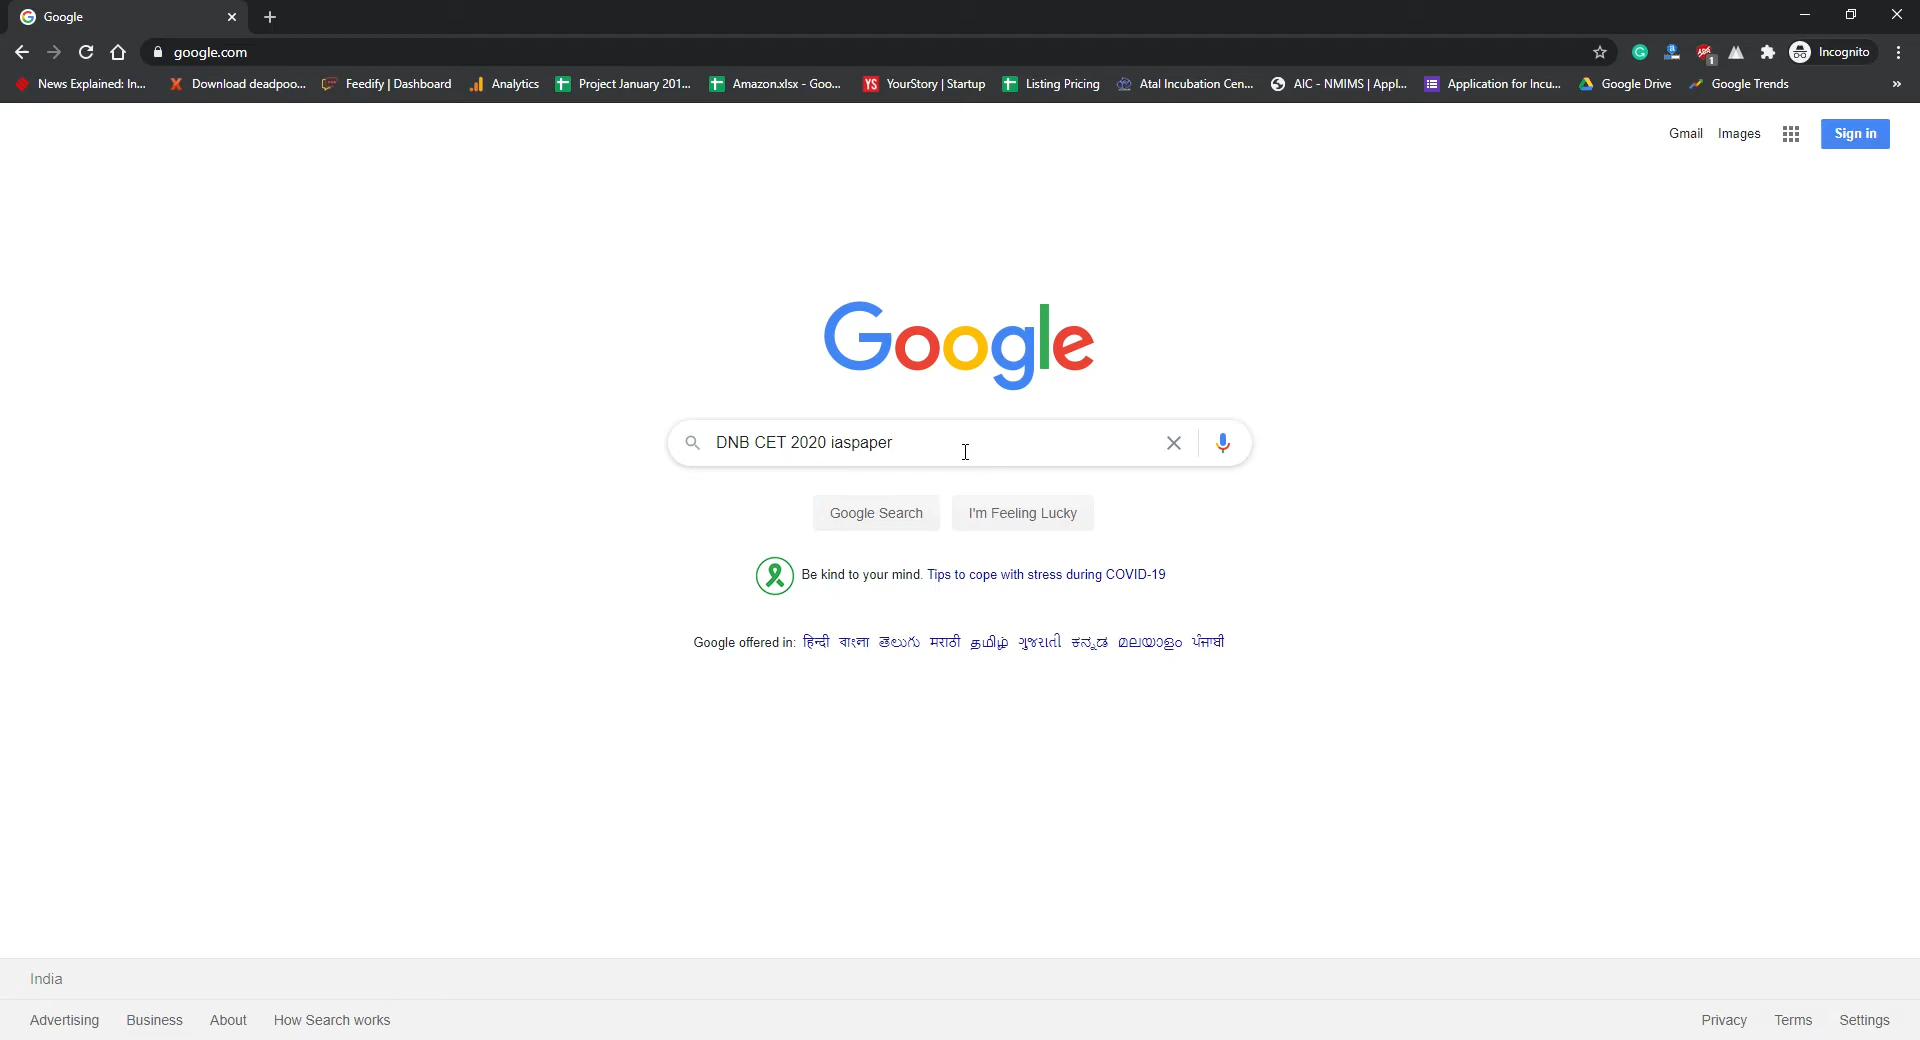 Google
google.com
Incognito
News Explained: In...
Download deadpoo...
Feedify | Dashboard
Analytics
Project January 201...
Amazon.xlsx - Goo...
YS YourStory | Startup
Listing Pricing
Atal Incubation Cen...
AIC - NMIMS | Appl...
Application for Incu...
Google Drive
Google Trends
»
Gmail Images
Sign in
Google
DNB CET 2020 iaspaper
Google Search
I'm Feeling Lucky
Be kind to your mind. Tips to cope with stress during COVID-19
Google offered in: हिन्दी বাংলা తెలుగు मराठी தமிழ் ગુજરાતી ಕನ್ನಡ മലയാളം ਪੰਜਾਬੀ
India
Advertising Business About How Search works
Privacy Terms Settings